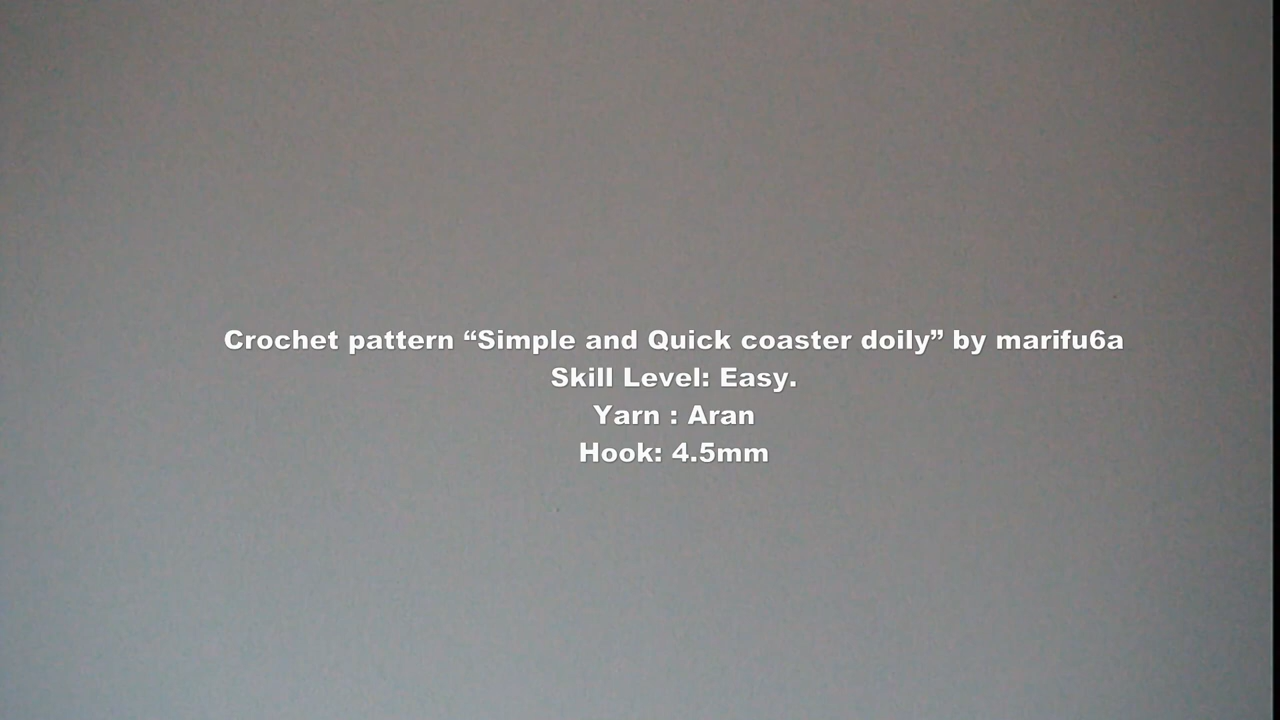 Crochet pattern “Simple and Quick coaster doily” by marifu6a
Skill Level: Easy.
Yarn : Aran
Hook: 4.5mm